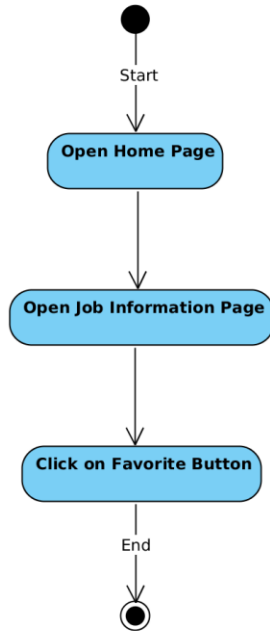 Start
Open Home Page
Open Job Information Page
Click on Favorite Button
End